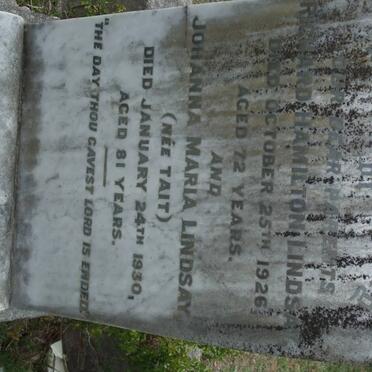 HAMILTON LINDS
DIED OCTOBER 25TH 1926
AGED 72 YEARS.
AND
JOHANNA MARIA LINDSAY
(NÉE TAIT)
DIED JANUARY 24TH 1930,
AGED 81 YEARS.
"THE DAY THOU GAVEST LORD IS ENDED.